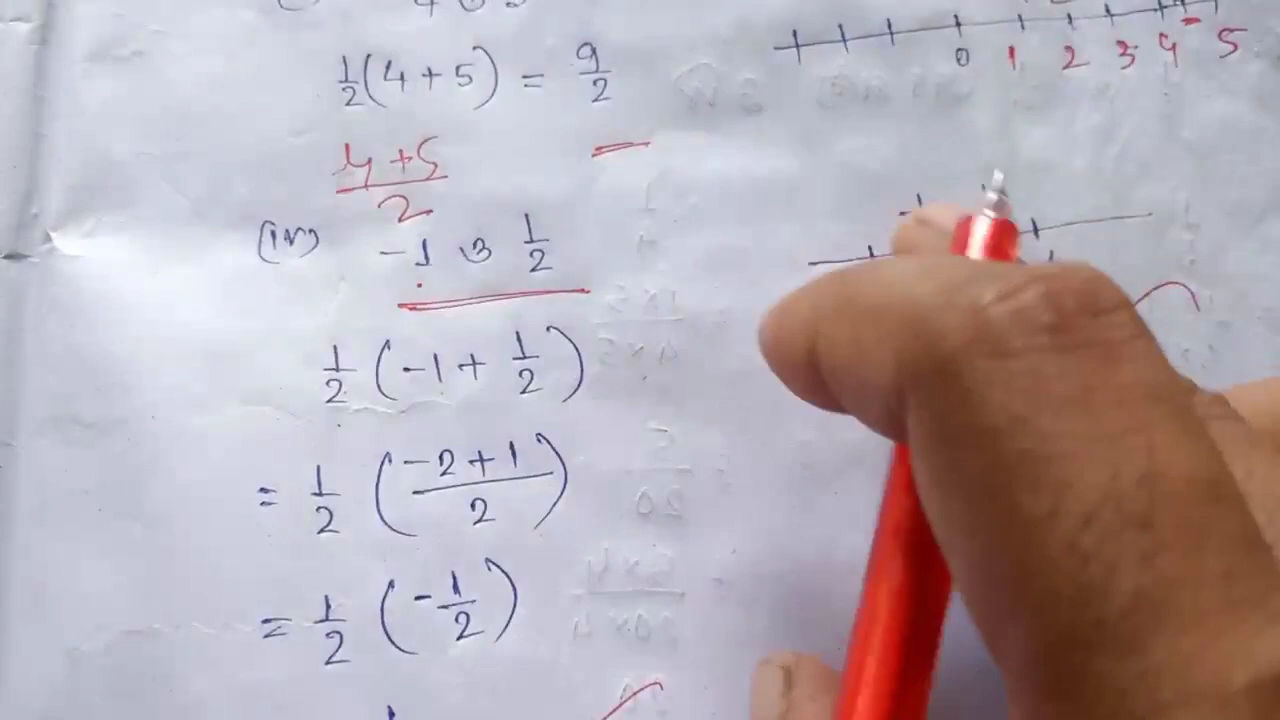 ½(4 + 5) = 9/2
0 1 2 3 4 5
4+5/2
(iv) -1 ও 1/2
1/2 (-1 + 1/2)
= 1/2 (-2 + 1/2)
= 1/2 (-1/2)